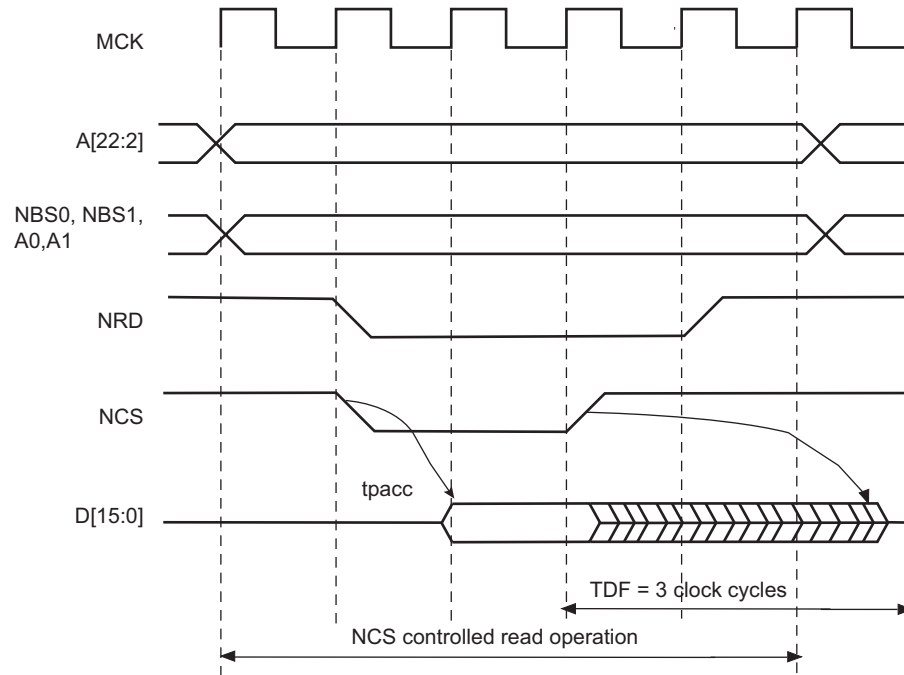 MCK
A[22:2]
NBS0, NBS1,
A0,A1
NRD
NCS
tpacc
D[15:0]
TDF = 3 clock cycles
NCS controlled read operation